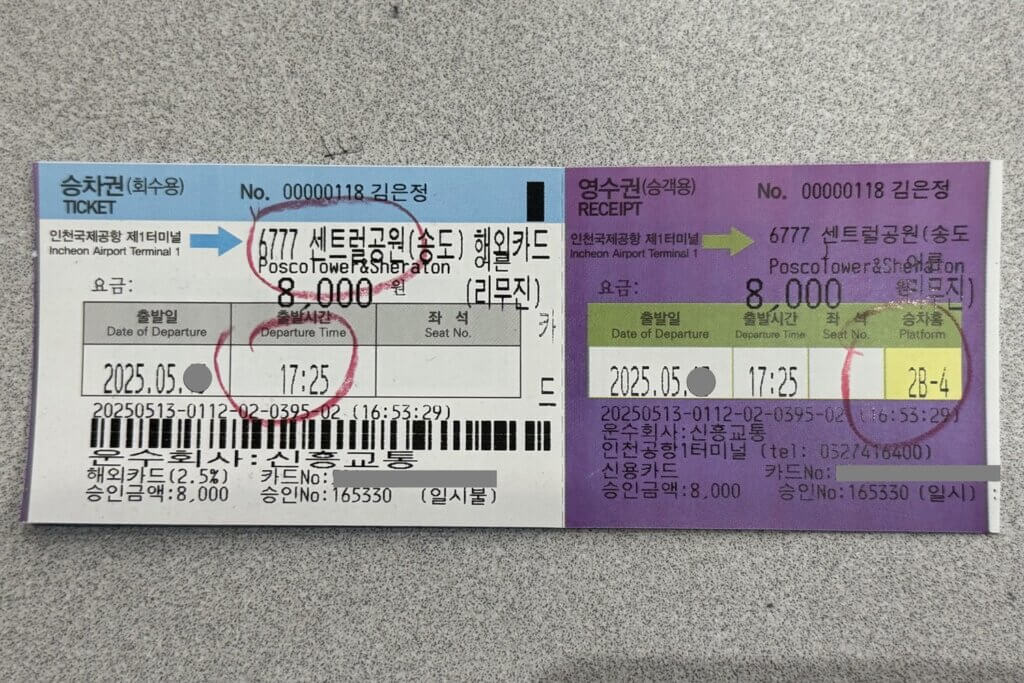 승차권(회수용)
TICKET
No. 00000118 김은정
인천국제공항 제1터미널
Incheon Airport Terminal 1
6777 센트럴공원(송도) 해외카드
PoscoTower&Sheraton 어른
요금: 8,000 원 (리무진)
출발일 출발시간 좌 석
Date of Departure Departure Time Seat No.
카
2025.05. 17:25
드
20250513-0112-02-0395-02 (16:53:29)
운수회사:신흥교통
해외카드(2.5%) 카드No:
승인금액:8,000 승인No:165330 (일시불)
영수권(승객용)
RECEIPT
No. 00000118 김은정
인천국제공항 제1터미널
Incheon Airport Terminal 1
6777 센트럴공원(송도
PoscoTower&Sheraton 어른
요금: 8,000 원 (리무진)
출발일 출발시간 좌 석 승차홈
Date of Departure Departure Time Seat No. Platform
2025.05. 17:25 2B-4
20250513-0112-02-0395-02 (16:53:29)
운수회사:신흥교통
인천공항1터미널 (tel: 0327416400)
신용카드 카드No:
승인금액:8,000 승인No:165330 (일시)